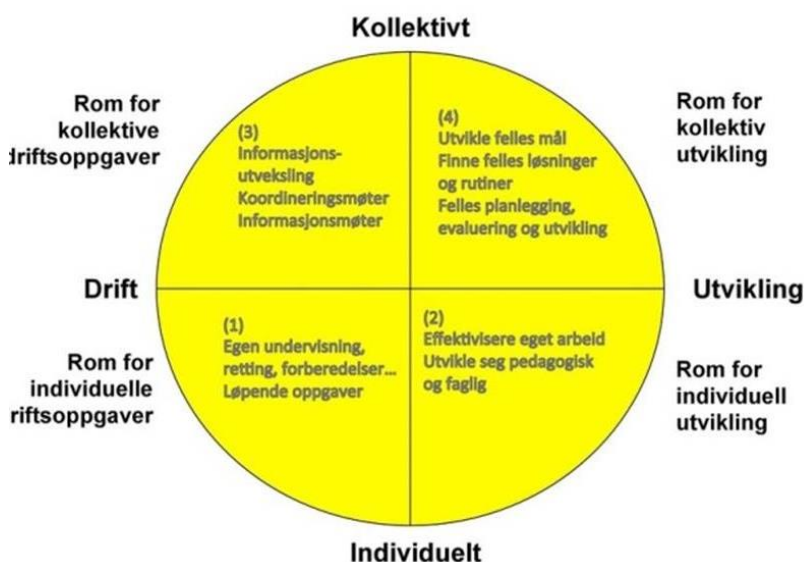 Kollektivt
Rom for
kollektive
driftsoppgaver
(3)
Informasjons-
utveksling
Koordineringsmøter
Informasjonsmøter
(4)
Utvikle felles mål
Finne felles løsninger
og rutiner
Felles planlegging,
evaluering og utvikling
Rom for
kollektiv
utvikling
Drift
Utvikling
Rom for
individuelle
riftsoppgaver
(1)
Egen undervisning,
retting, forberedelser...
Løpende oppgaver
(2)
Effektivisere eget arbeid
Utvikle seg pedagogisk
og faglig
Rom for
individuell
utvikling
Individuelt